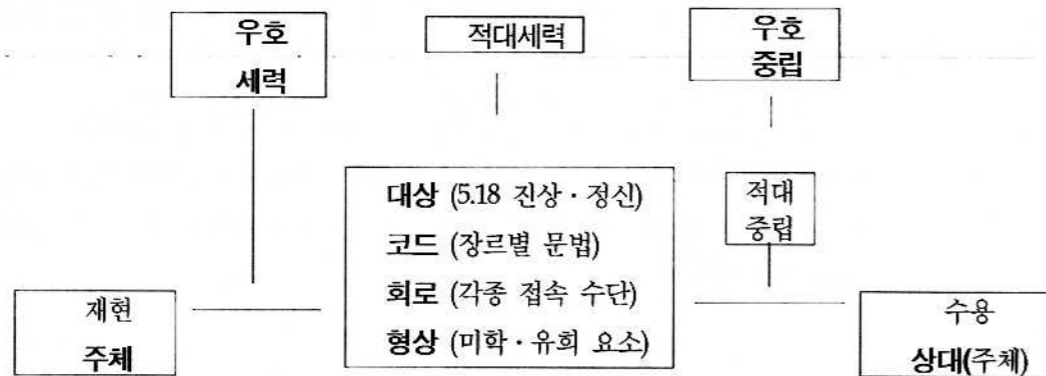 우호
세력
적대세력
우호
중립
대상 (5.18 진상·정신)
코드 (장르별 문법)
회로 (각종 접속 수단)
형상 (미학·유희 요소)
적대
중립
재현
주체
수용
상대(주체)